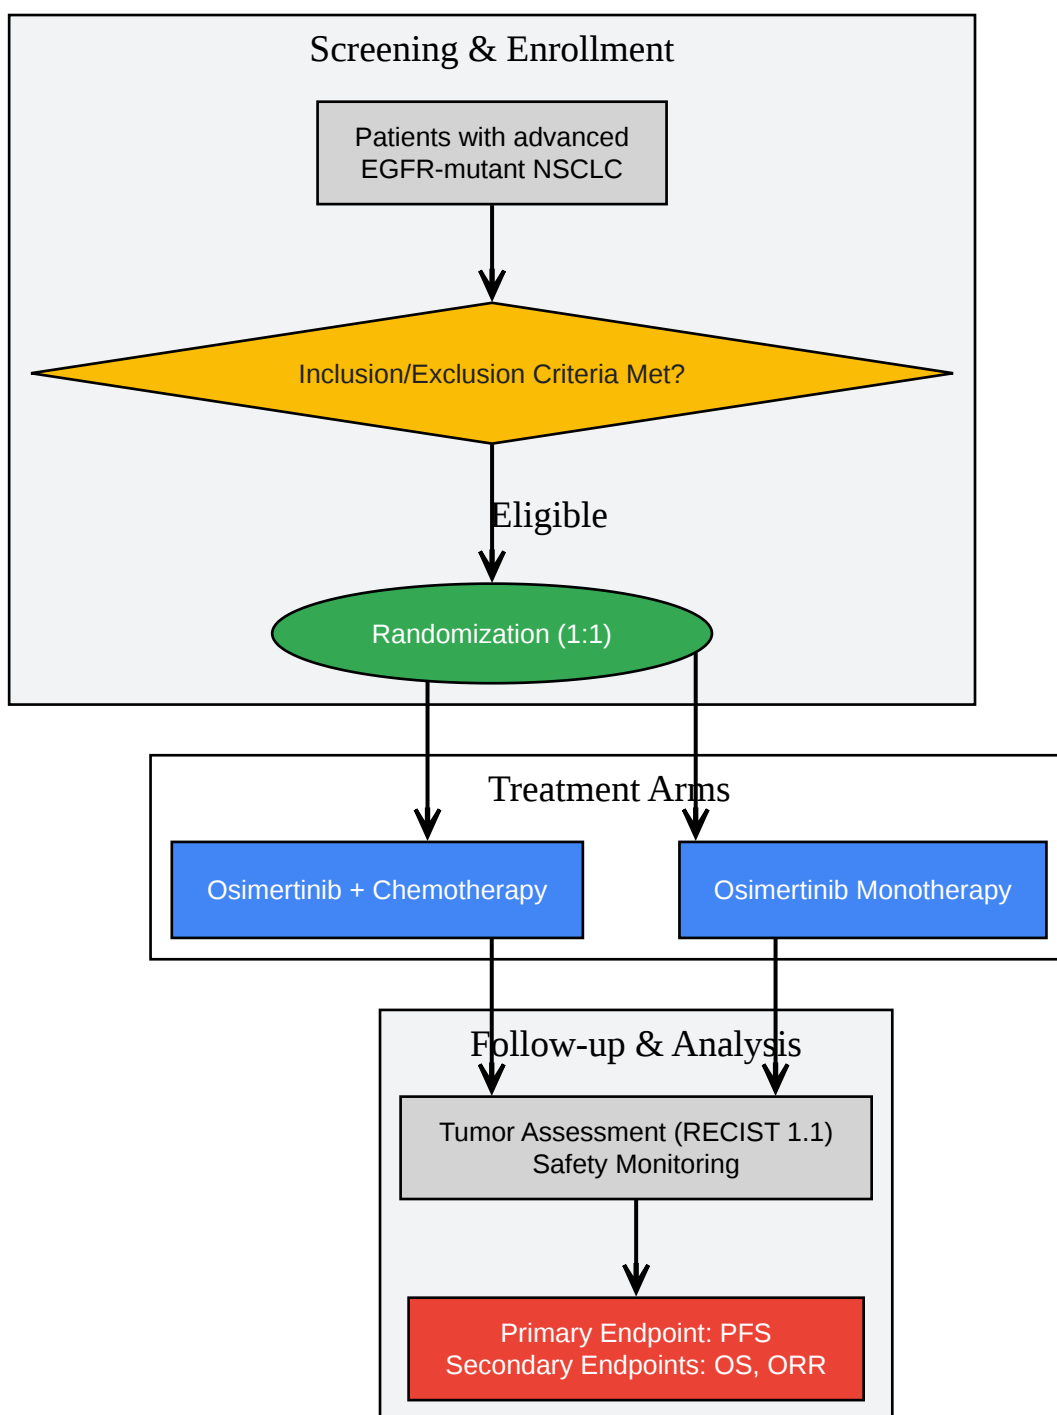 Screening & Enrollment
Patients with advanced
EGFR-mutant NSCLC
Inclusion/Exclusion Criteria Met?
Eligible
Randomization (1:1)
Treatment Arms
Osimertinib + Chemotherapy
Osimertinib Monotherapy
Follow-up & Analysis
Tumor Assessment (RECIST 1.1)
Safety Monitoring
Primary Endpoint: PFS
Secondary Endpoints: OS, ORR